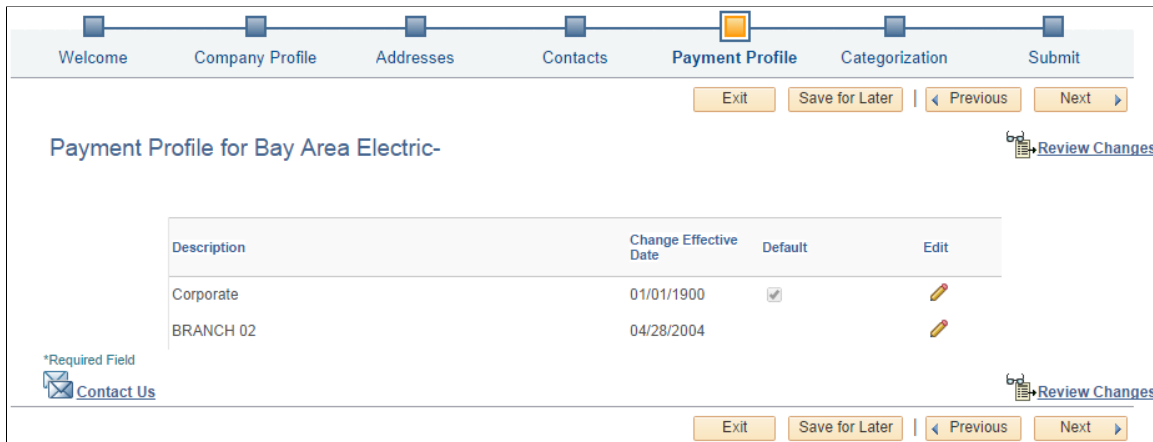 Welcome Company Profile Addresses Contacts Payment Profile Categorization Submit
Exit Save for Later | Previous Next
Payment Profile for Bay Area Electric-
Review Changes
Description Change Effective Date Default Edit
Corporate 01/01/1900
BRANCH 02 04/28/2004
*Required Field
Contact Us
Review Changes
Exit Save for Later | Previous Next